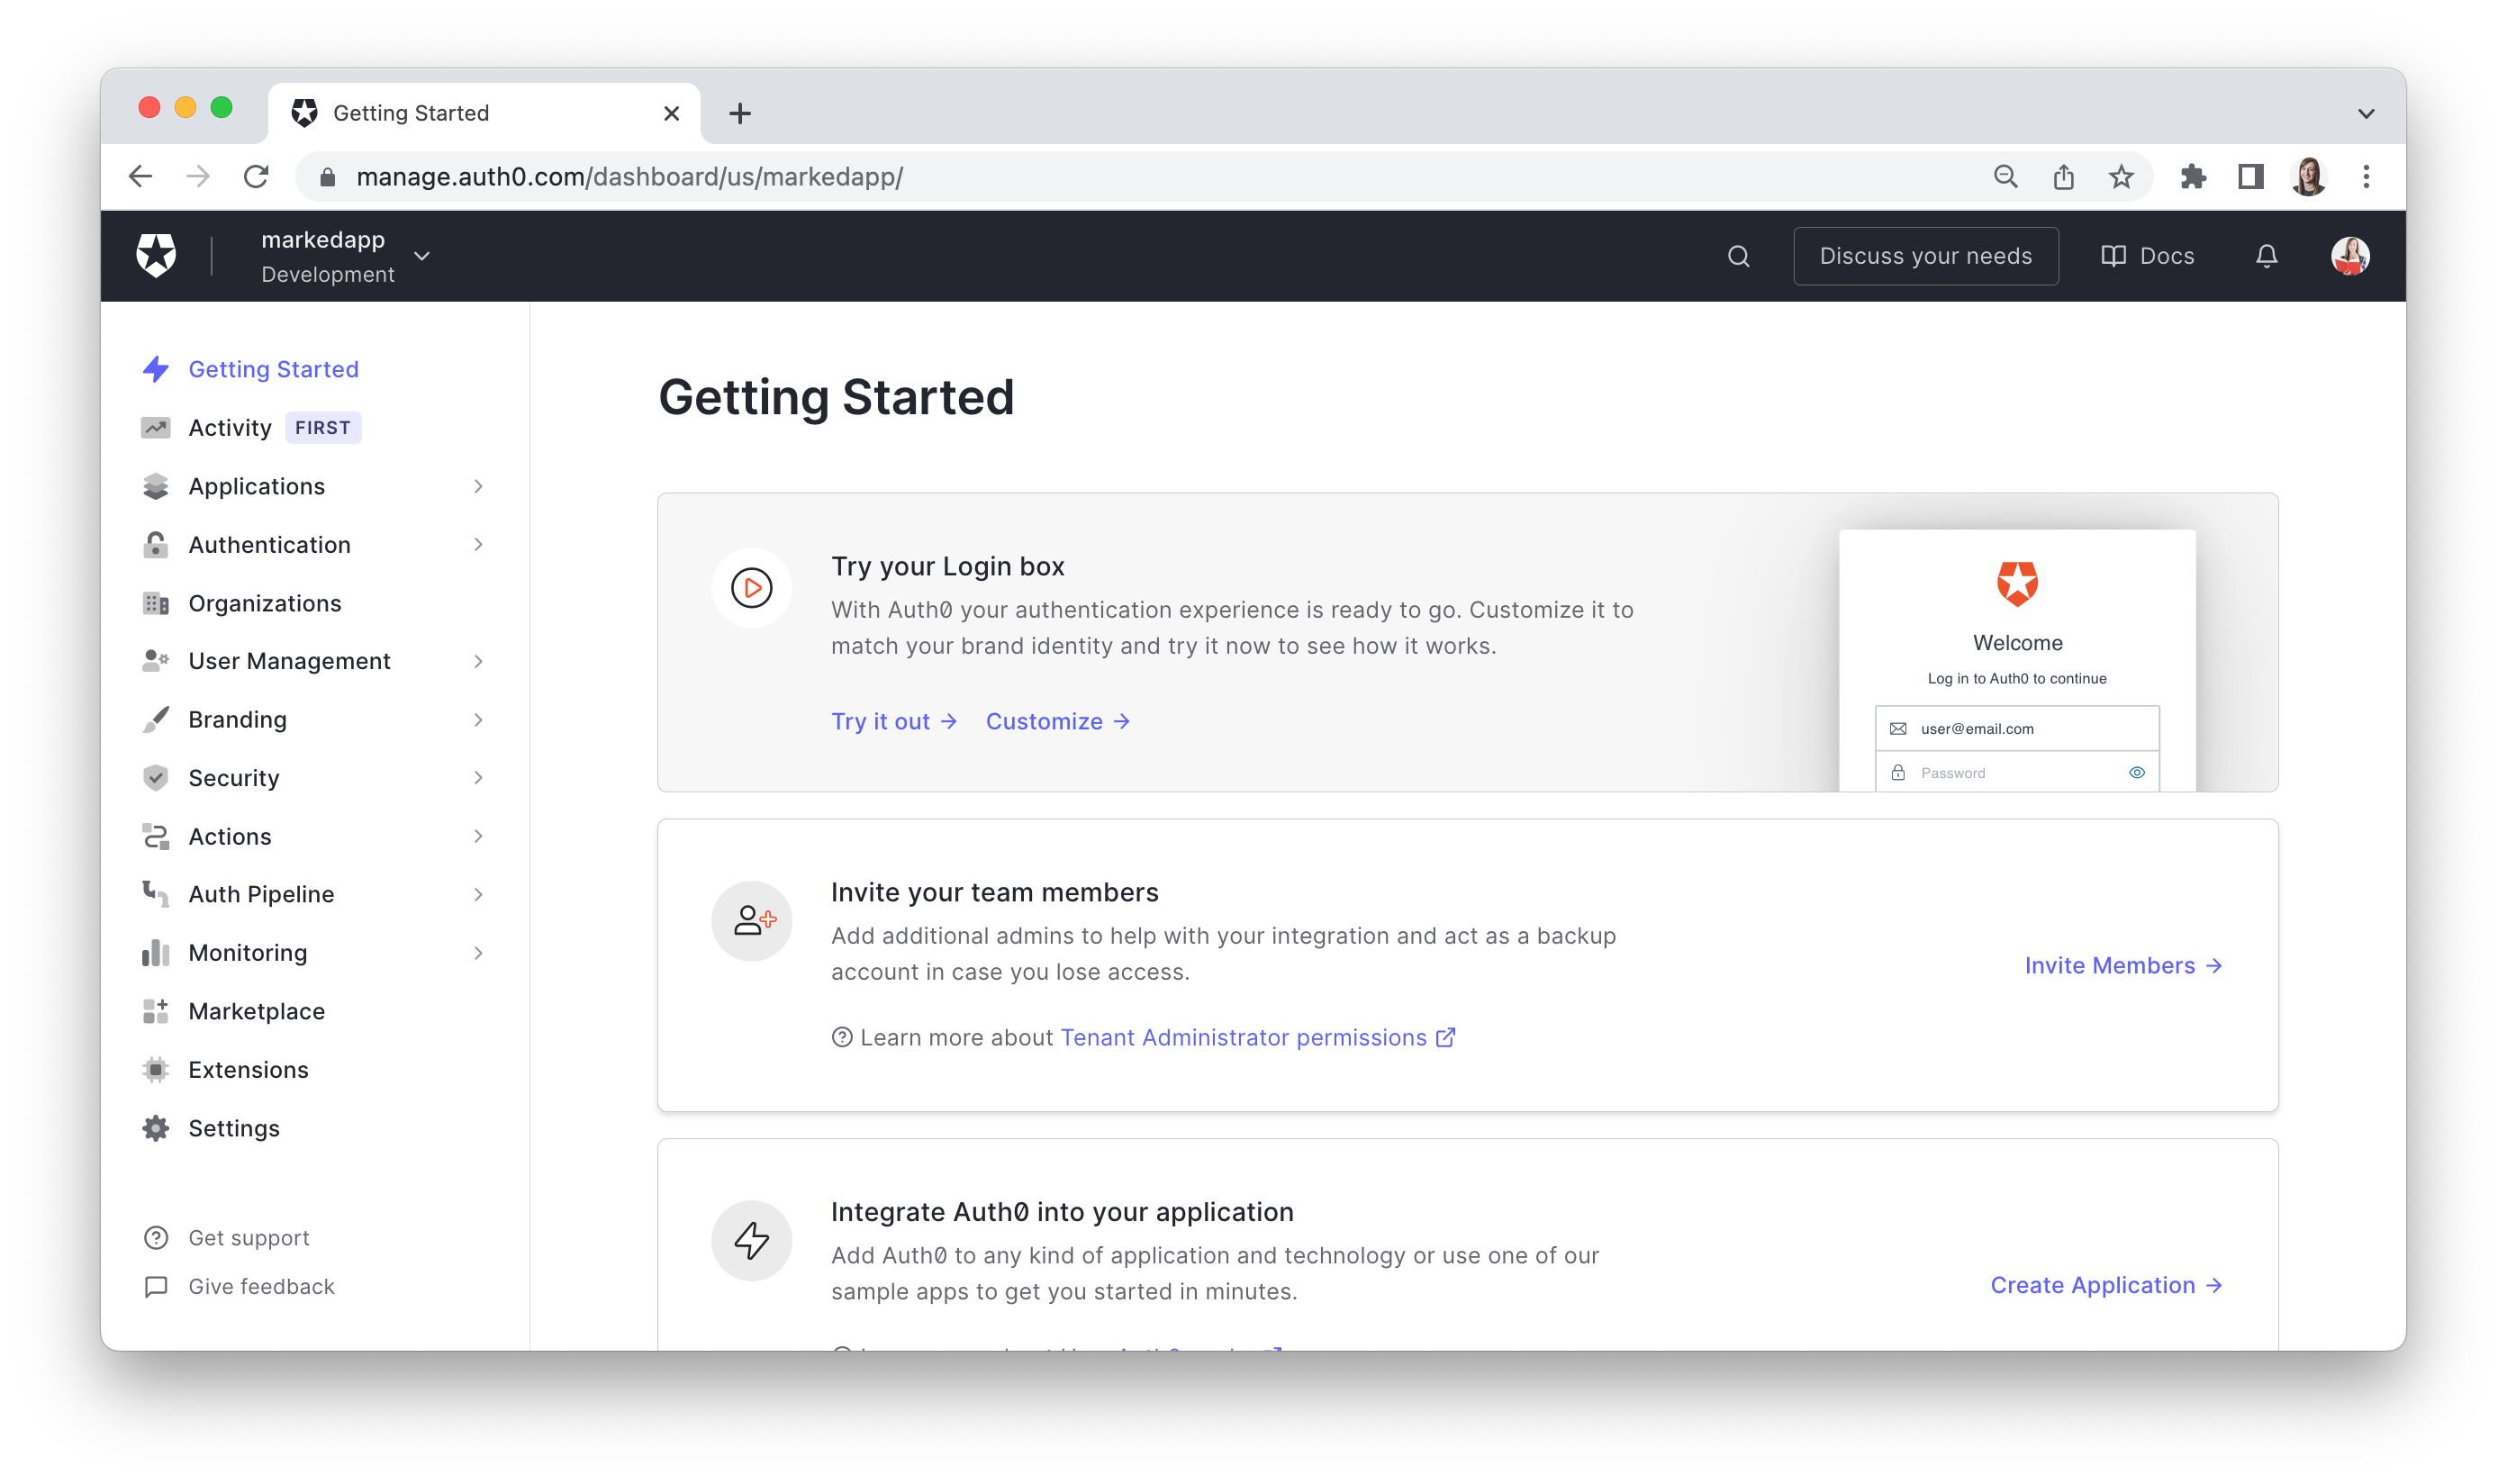 Getting Started
manage.auth0.com/dashboard/us/markedapp/
markedapp
Development
Discuss your needs
Docs
Getting Started
Activity FIRST
Applications
Authentication
Organizations
User Management
Branding
Security
Actions
Auth Pipeline
Monitoring
Marketplace
Extensions
Settings
Get support
Give feedback
Getting Started
Try your Login box
With Auth0 your authentication experience is ready to go. Customize it to
match your brand identity and try it now to see how it works.
Try it out → Customize →
Welcome
Log in to Auth0 to continue
user@email.com
Password
Invite your team members
Add additional admins to help with your integration and act as a backup
account in case you lose access.
Learn more about Tenant Administrator permissions
Invite Members →
Integrate Auth0 into your application
Add Auth0 to any kind of application and technology or use one of our
sample apps to get you started in minutes.
Create Application →